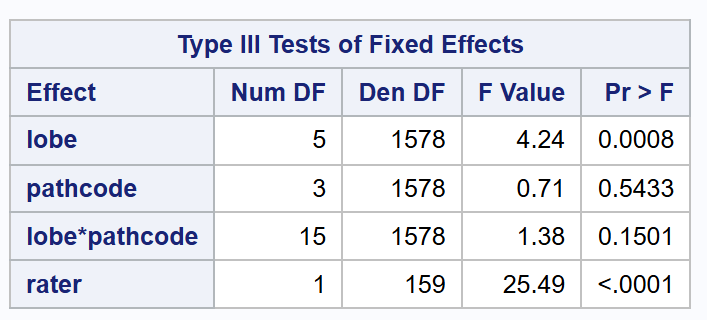 Type III Tests of Fixed Effects
Effect Num DF Den DF F Value Pr > F
lobe 5 1578 4.24 0.0008
pathcode 3 1578 0.71 0.5433
lobe*pathcode 15 1578 1.38 0.1501
rater 1 159 25.49 <.0001